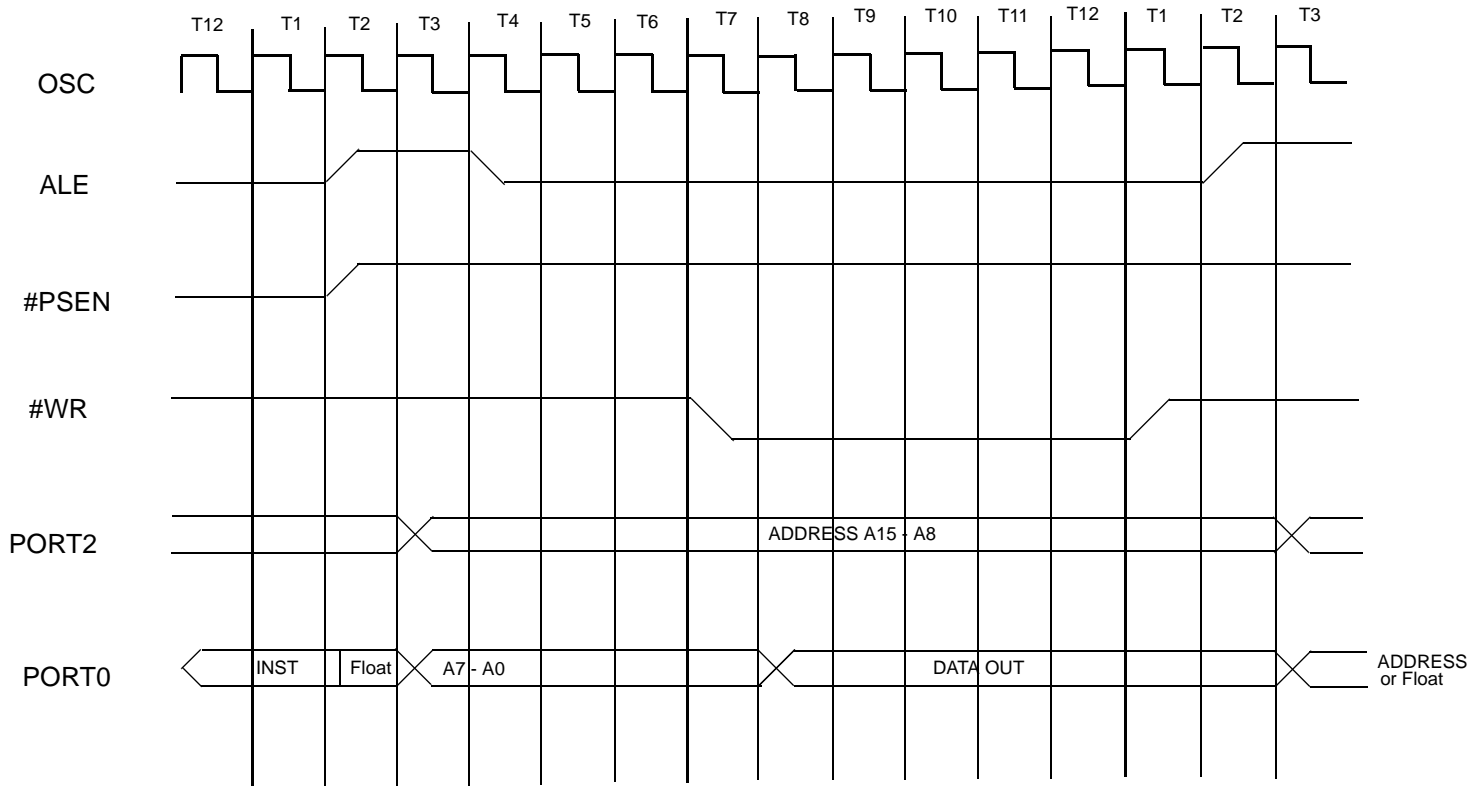 T12 T1 T2 T3 T4 T5 T6 T7 T8 T9 T10 T11 T12 T1 T2 T3
OSC
ALE
#PSEN
#WR
PORT2
ADDRESS A15 - A8
PORT0
INST
Float
A7 - A0
DATA OUT
ADDRESS
or Float